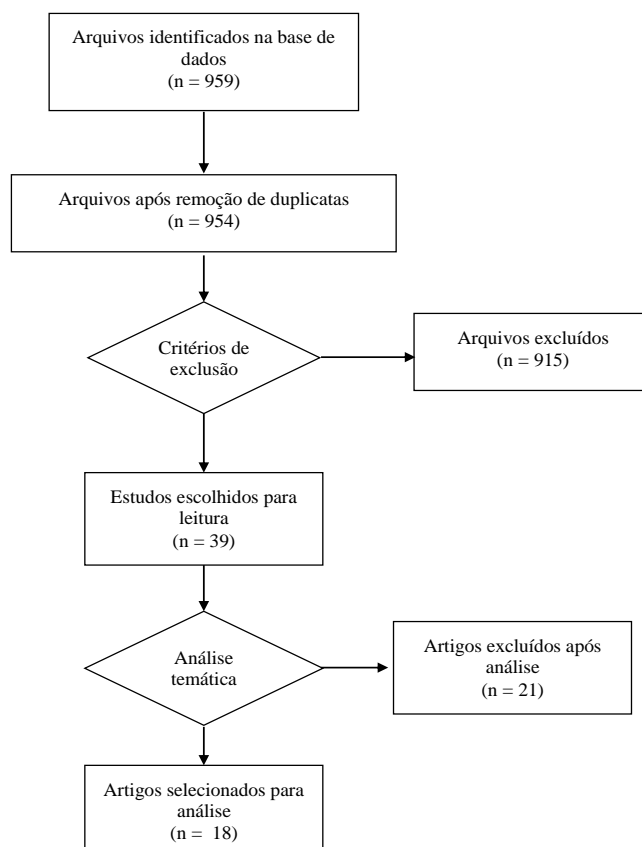 Arquivos identificados na base de
dados
(n = 959)
Arquivos após remoção de duplicatas
(n = 954)
Critérios de
exclusão
Arquivos excluídos
(n = 915)
Estudos escolhidos para
leitura
(n = 39)
Análise
temática
Artigos excluídos após
análise
(n = 21)
Artigos selecionados para
análise
(n = 18)